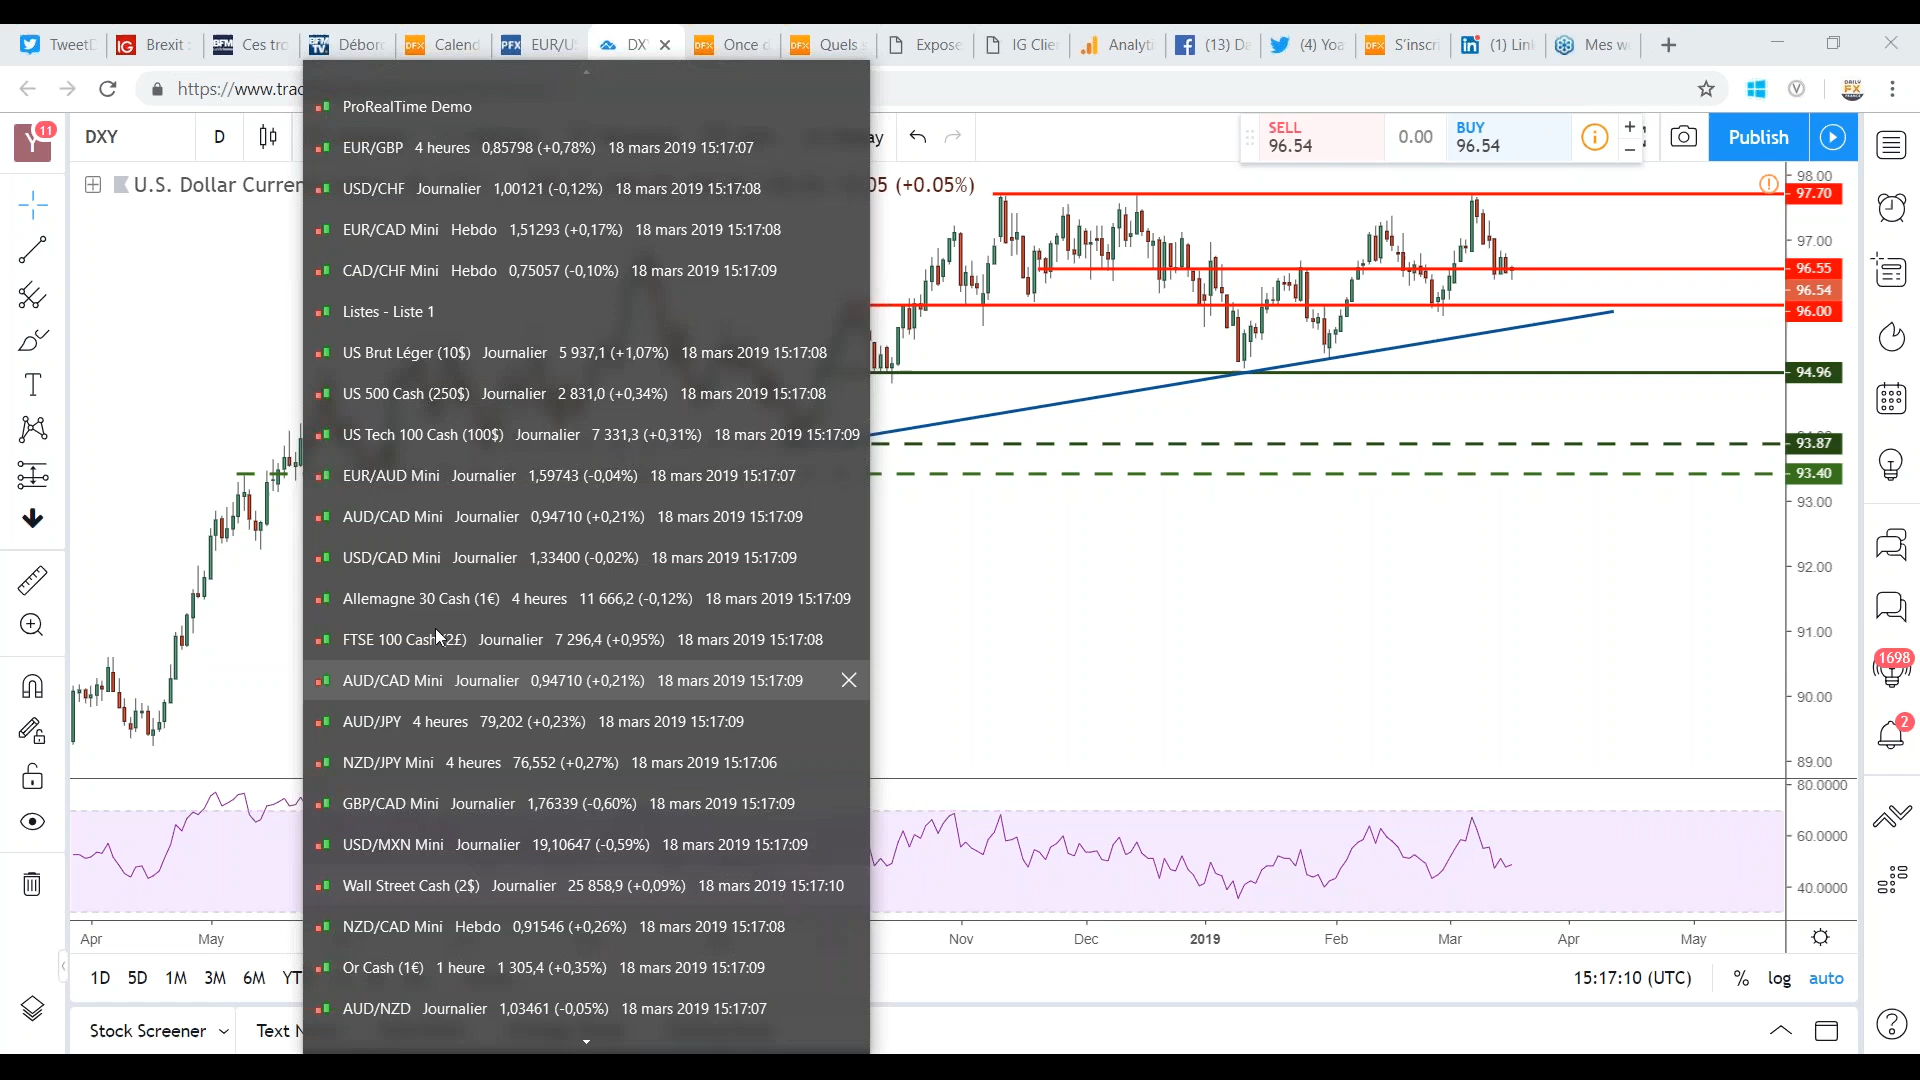 TweetD
Brexit :
Ces tro
Débor
Calend
EUR/US
DX
Once d
Quels s
Expose
IG Clie
Analyti
(13) Da
(4) Yoa
S'inscri
(1) Link
Mes w
https://www.trad
DXY
D
ay
SELL
96.54
0.00
BUY
96.54
Publish
U.S. Dollar Curren
05 (+0.05%)
ProRealTime Demo
EUR/GBP 4 heures 0,85798 (+0,78%) 18 mars 2019 15:17:07
USD/CHF Journalier 1,00121 (-0,12%) 18 mars 2019 15:17:08
EUR/CAD Mini Hebdo 1,51293 (+0,17%) 18 mars 2019 15:17:08
CAD/CHF Mini Hebdo 0,75057 (-0,10%) 18 mars 2019 15:17:09
Listes - Liste 1
US Brut Léger (10$) Journalier 5 937,1 (+1,07%) 18 mars 2019 15:17:08
US 500 Cash (250$) Journalier 2 831,0 (+0,34%) 18 mars 2019 15:17:08
US Tech 100 Cash (100$) Journalier 7 331,3 (+0,31%) 18 mars 2019 15:17:09
EUR/AUD Mini Journalier 1,59743 (-0,04%) 18 mars 2019 15:17:07
AUD/CAD Mini Journalier 0,94710 (+0,21%) 18 mars 2019 15:17:09
USD/CAD Mini Journalier 1,33400 (-0,02%) 18 mars 2019 15:17:09
Allemagne 30 Cash (1€) 4 heures 11 666,2 (-0,12%) 18 mars 2019 15:17:09
FTSE 100 Cash (2£) Journalier 7 296,4 (+0,95%) 18 mars 2019 15:17:08
AUD/CAD Mini Journalier 0,94710 (+0,21%) 18 mars 2019 15:17:09
AUD/JPY 4 heures 79,202 (+0,23%) 18 mars 2019 15:17:09
NZD/JPY Mini 4 heures 76,552 (+0,27%) 18 mars 2019 15:17:06
GBP/CAD Mini Journalier 1,76339 (-0,60%) 18 mars 2019 15:17:09
USD/MXN Mini Journalier 19,10647 (-0,59%) 18 mars 2019 15:17:09
Wall Street Cash (2$) Journalier 25 858,9 (+0,09%) 18 mars 2019 15:17:10
NZD/CAD Mini Hebdo 0,91546 (+0,26%) 18 mars 2019 15:17:08
Or Cash (1€) 1 heure 1 305,4 (+0,35%) 18 mars 2019 15:17:09
AUD/NZD Journalier 1,03461 (-0,05%) 18 mars 2019 15:17:07
98.00
97.70
97.00
96.55
96.54
96.00
94.96
93.87
93.40
93.00
92.00
91.00
90.00
89.00
80.0000
60.0000
40.0000
11
1698
2
Apr May Nov Dec 2019 Feb Mar Apr May
1D 5D 1M 3M 6M YT
15:17:10 (UTC) % log auto
Stock Screener
Text N